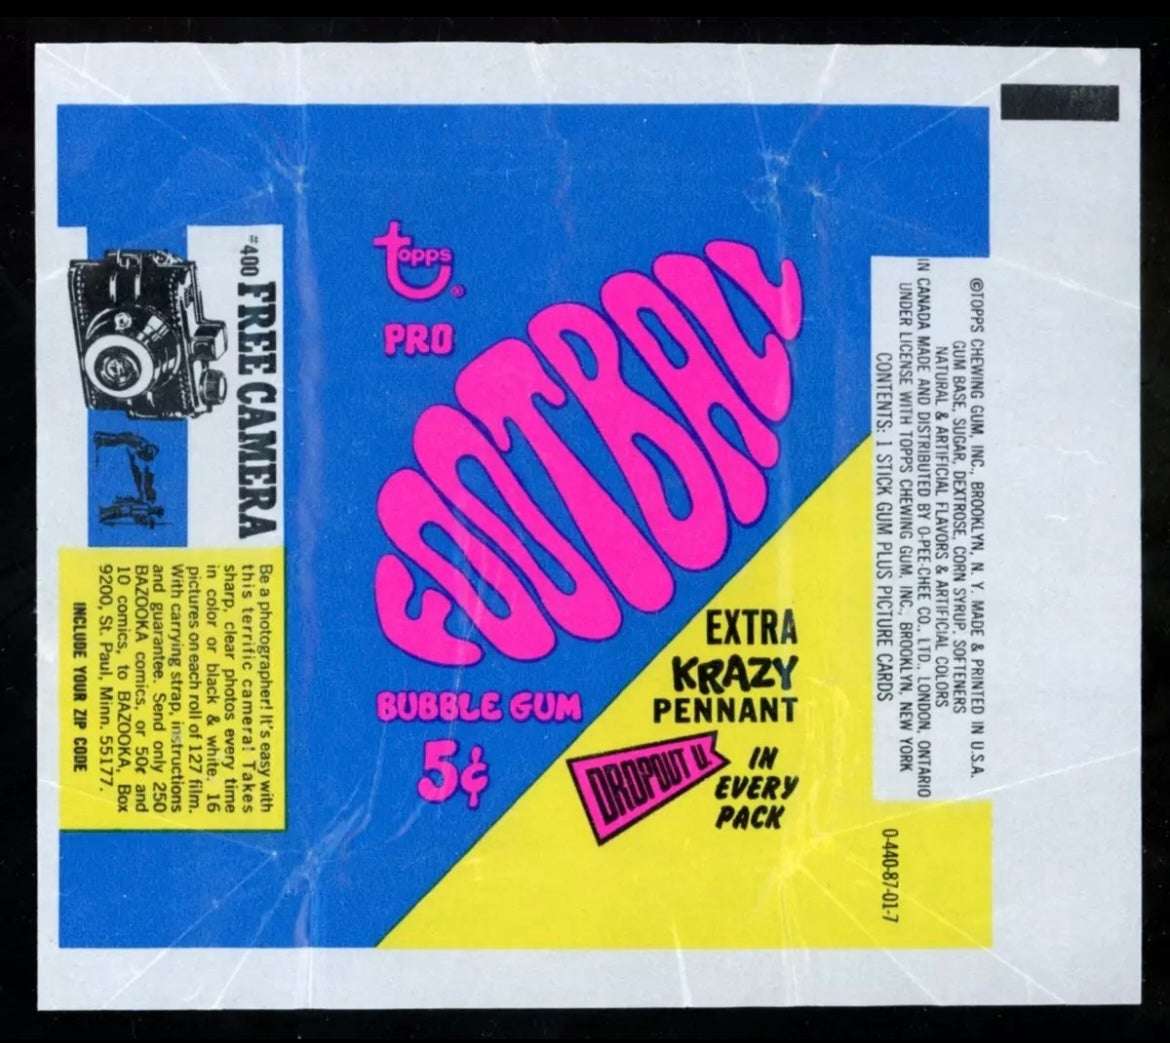 topps®
PRO
FOOTBALL
BUBBLE GUM
5¢
EXTRA
KRAZY
PENNANT
DROPOUT U.
IN
EVERY
PACK
#400 FREE CAMERA
Be a photographer! It's easy with
this terrific camera! Takes
sharp, clear photos every time
in color or black & white. 16
pictures on each roll of 127 film.
With carrying strap, instructions
and guarantee. Send only 250
BAZOOKA comics, or 50¢ and
10 comics, to BAZOOKA, Box
9200, St. Paul, Minn. 55177.
INCLUDE YOUR ZIP CODE
©TOPPS CHEWING GUM, INC., BROOKLYN, N. Y. MADE & PRINTED IN U.S.A.
GUM BASE, SUGAR, DEXTROSE, CORN SYRUP, SOFTENERS
NATURAL & ARTIFICIAL FLAVORS & ARTIFICIAL COLORS
IN CANADA MADE AND DISTRIBUTED BY O-PEE-CHEE CO., LTD., LONDON, ONTARIO
UNDER LICENSE WITH TOPPS CHEWING GUM, INC., BROOKLYN, NEW YORK
CONTENTS: 1 STICK GUM PLUS PICTURE CARDS
0-440-87-01-7